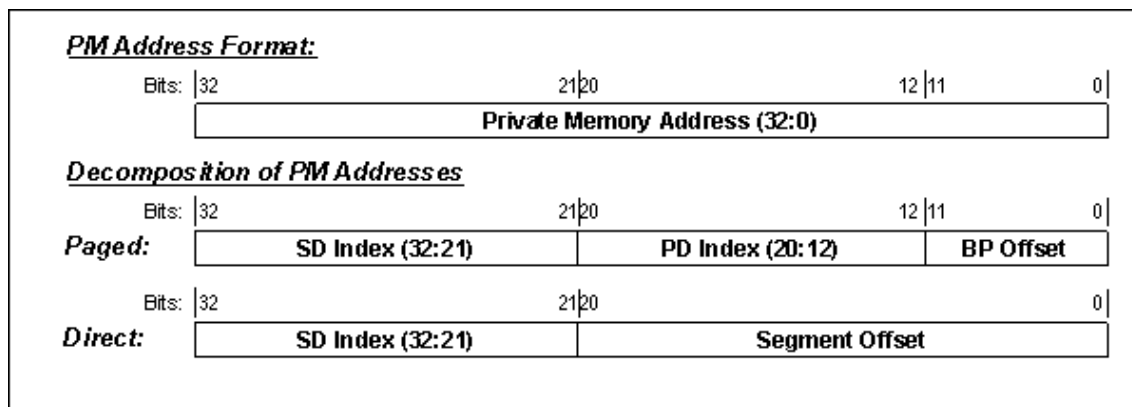 PM Address Format:
Bits: 32 21 20 12 11 0
Private Memory Address (32:0)
Decomposition of PM Addresses
Bits: 32 21 20 12 11 0
Paged: SD Index (32:21) PD Index (20:12) BP Offset
Bits: 32 21 20 0
Direct: SD Index (32:21) Segment Offset